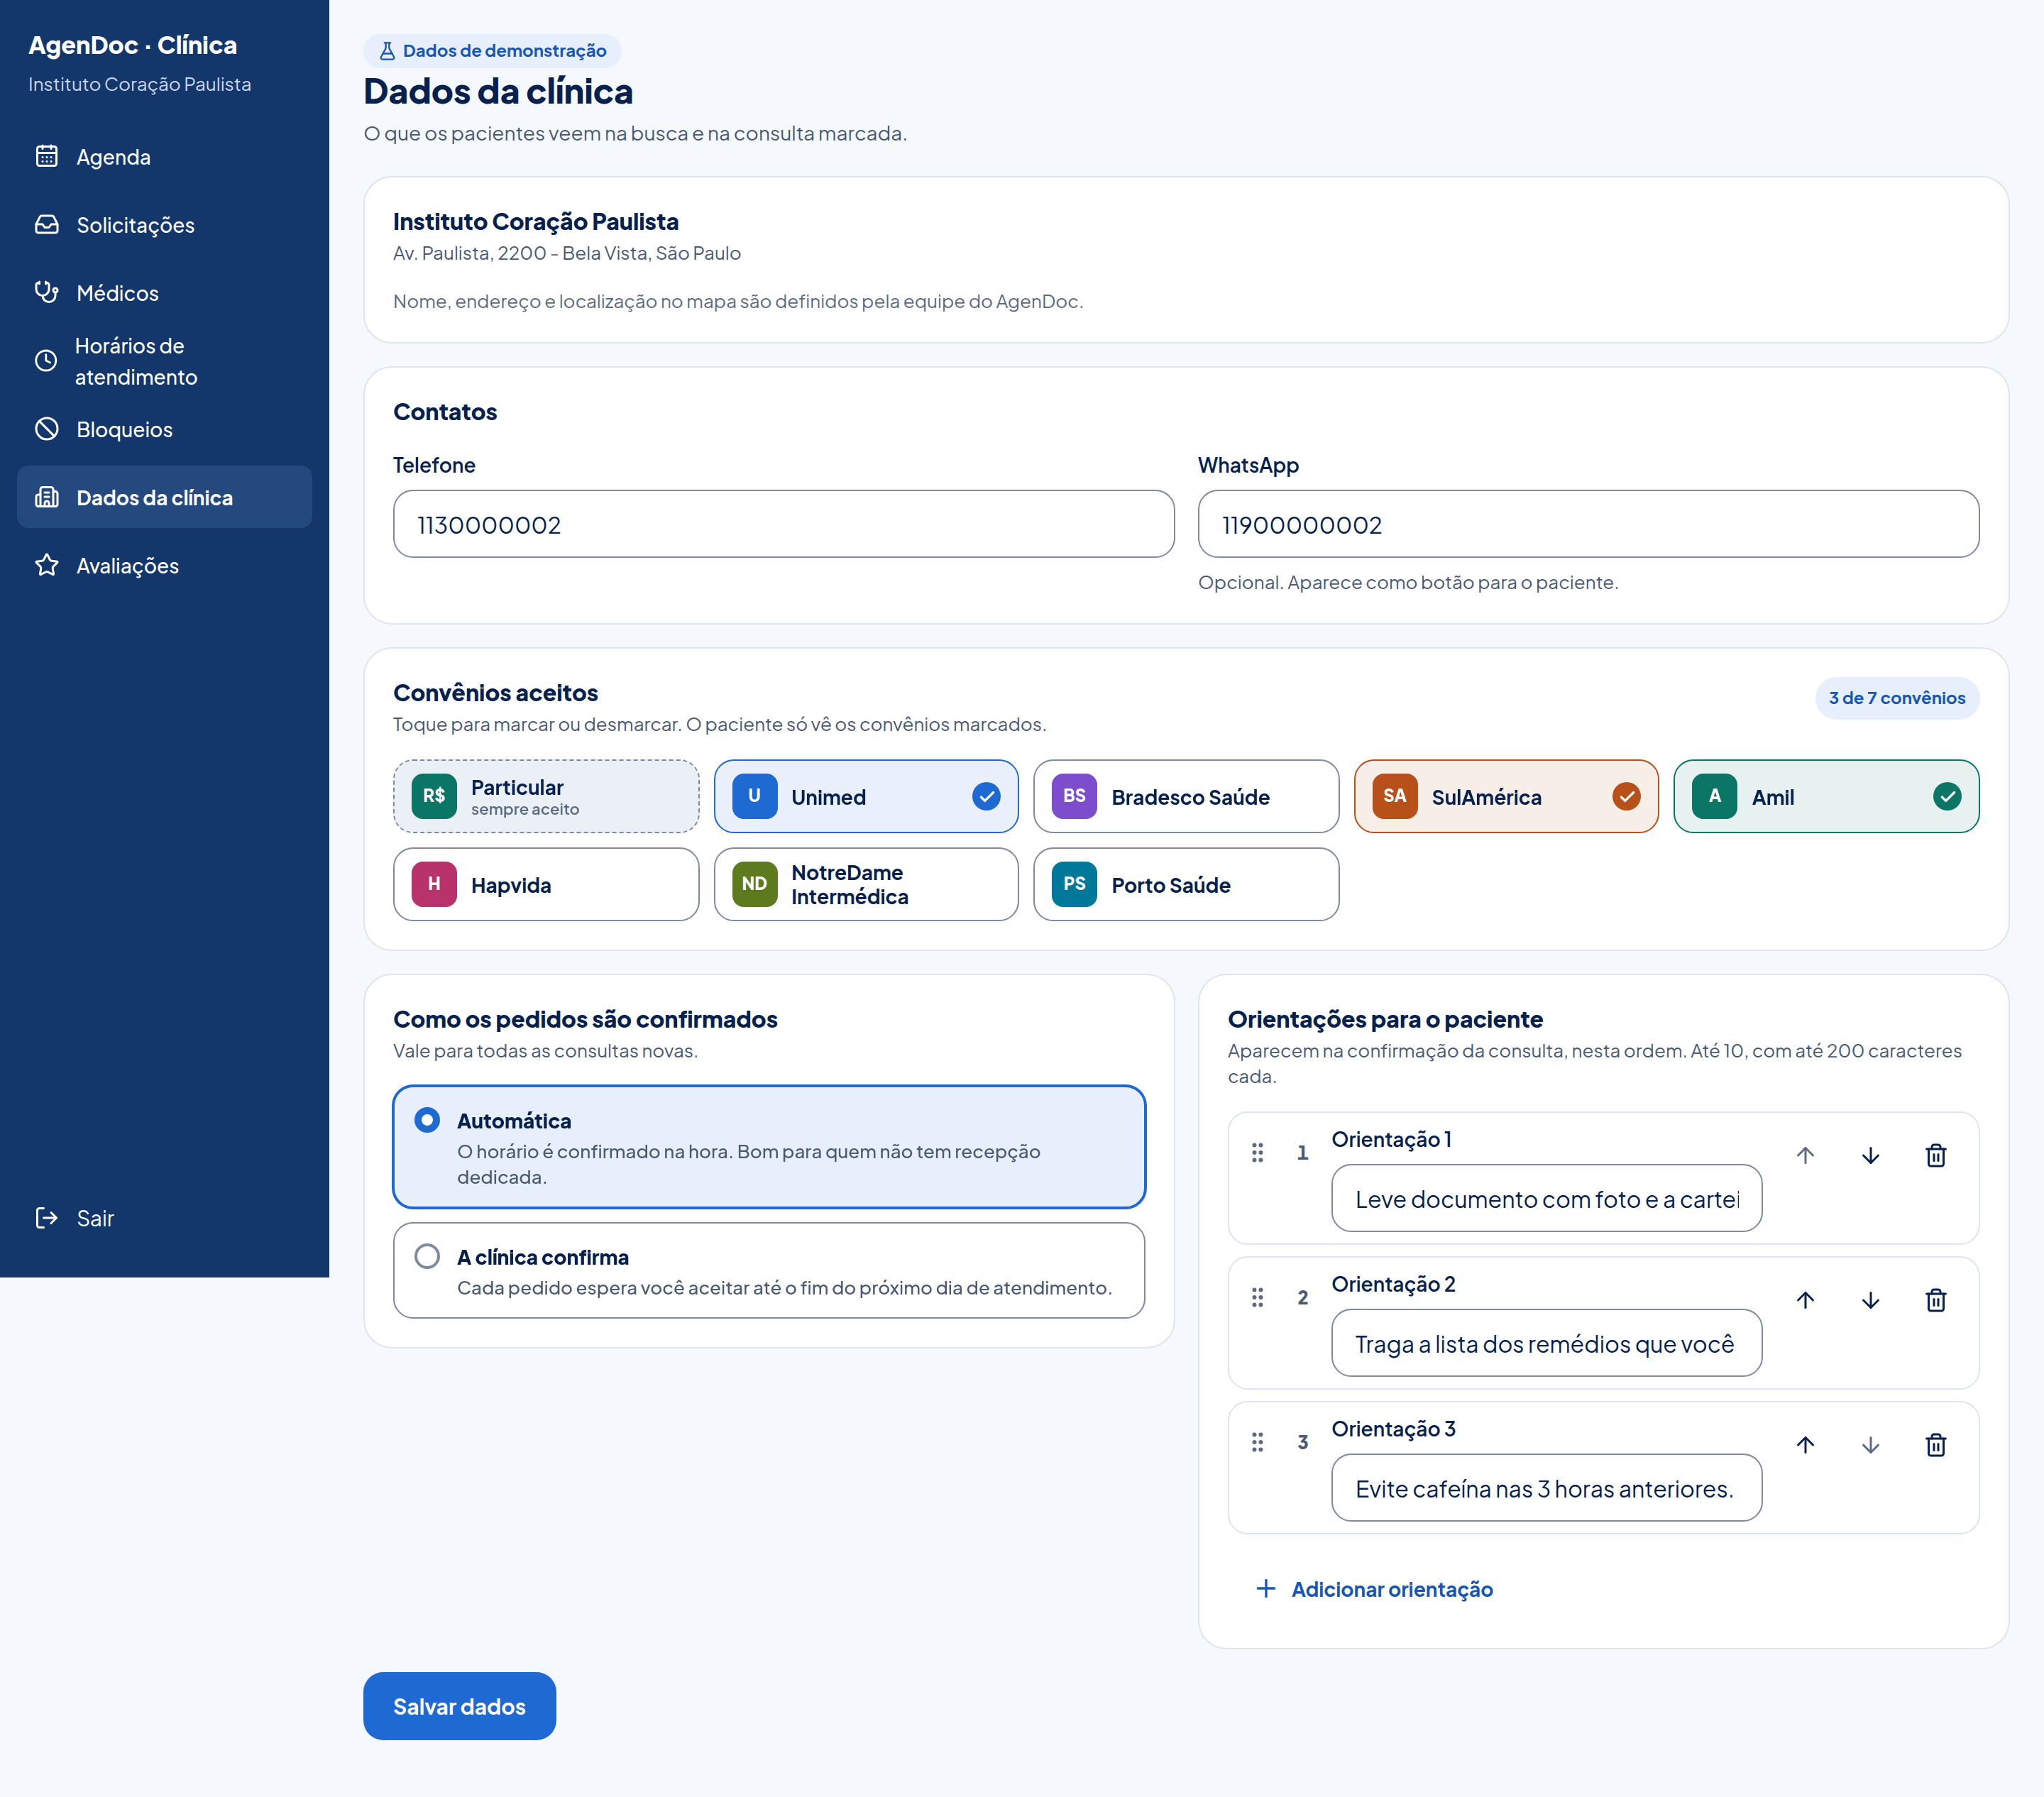 AgenDoc · Clínica
Instituto Coração Paulista
Agenda
Solicitações
Médicos
Horários de
atendimento
Bloqueios
Dados da clínica
Avaliações
Sair
Dados de demonstração
Dados da clínica
O que os pacientes veem na busca e na consulta marcada.
Instituto Coração Paulista
Av. Paulista, 2200 - Bela Vista, São Paulo
Nome, endereço e localização no mapa são definidos pela equipe do AgenDoc.
Contatos
Telefone
1130000002
WhatsApp
11900000002
Opcional. Aparece como botão para o paciente.
Convênios aceitos
3 de 7 convênios
Toque para marcar ou desmarcar. O paciente só vê os convênios marcados.
R$ Particular
sempre aceito
U Unimed
BS Bradesco Saúde
SA SulAmérica
A Amil
H Hapvida
ND NotreDame
Intermédica
PS Porto Saúde
Como os pedidos são confirmados
Vale para todas as consultas novas.
Automática
O horário é confirmado na hora. Bom para quem não tem recepção
dedicada.
A clínica confirma
Cada pedido espera você aceitar até o fim do próximo dia de atendimento.
Orientações para o paciente
Aparecem na confirmação da consulta, nesta ordem. Até 10, com até 200 caracteres
cada.
1 Orientação 1
Leve documento com foto e a cartei
2 Orientação 2
Traga a lista dos remédios que você
3 Orientação 3
Evite cafeína nas 3 horas anteriores.
Adicionar orientação
Salvar dados